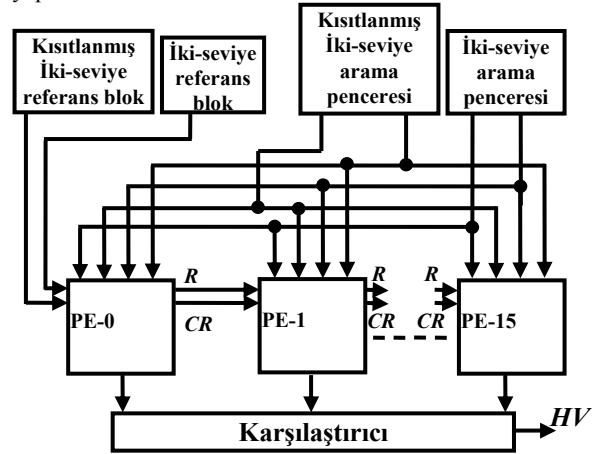 Kısıtlanmış
İki-seviye
referans blok
İki-seviye
referans
blok
Kısıtlanmış
İki-seviye
arama
penceresi
İki-seviye
arama
penceresi
R
R
R
PE-0
PE-1
PE-15
CR
CR
CR
Karşılaştırıcı
HV